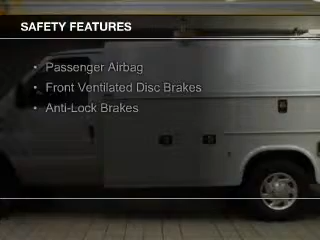 SAFETY FEATURES
• Passenger Airbag
• Front Ventilated Disc Brakes
• Anti-Lock Brakes